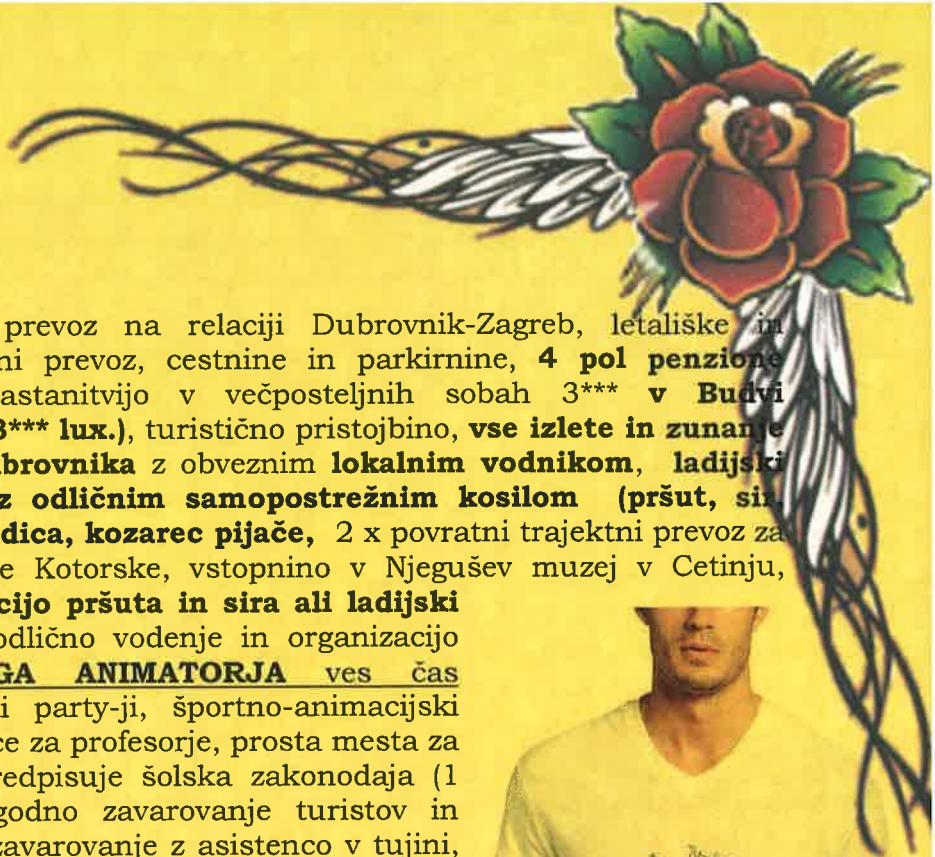 prevoz na relaciji Dubrovnik-Zagreb, letališke in
ni prevoz, cestnine in parkirnine, 4 pol penzione
astanitvijo v večposteljnih sobah 3*** v Budvi
3*** lux.), turistično pristojbino, vse izlete in zunanje
brovnika z obveznim lokalnim vodnikom, ladijski
z odličnim samopostrežnim kosilom (pršut, sir,
dica, kozarec pijače, 2 x povratni trajektni prevoz za
e Kotorske, vstopnino v Njegušev muzej v Cetinju,
cijo pršuta in sira ali ladijski
odlično vodenje in organizacijo
GA ANIMATORJA ves čas
i party-ji, športno-animacijski
ce za profesorje, prosta mesta za
redpisuje šolska zakonodaja (1
godno zavarovanje turistov in
zavarovanje z asistenco v tujini,